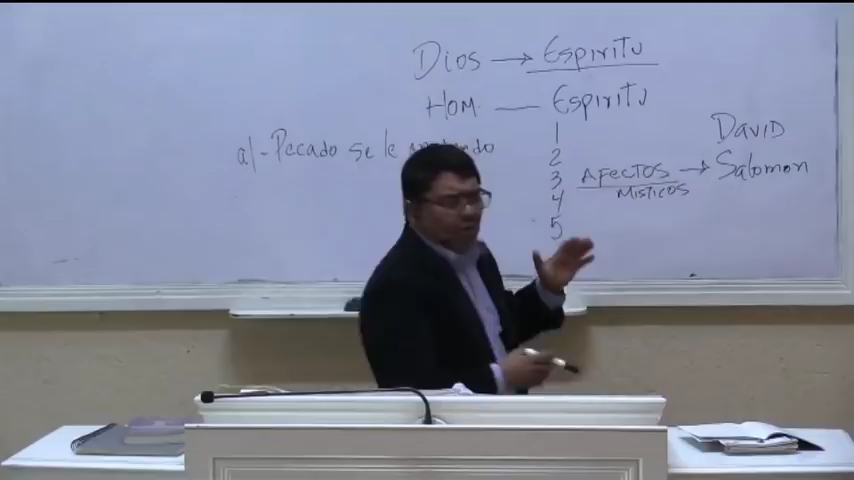 Dios → Espiritu
Hom — Espiritu
a|- Pecado se le
1
2
3 Afectos → Salomon
4 Misticos
5
David